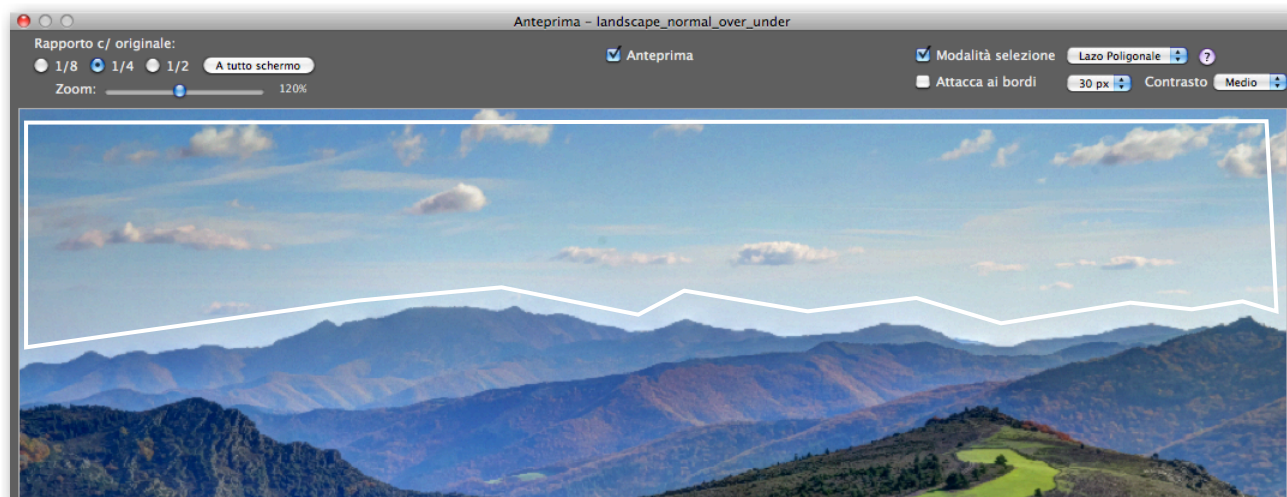 Anteprima – landscape_normal_over_under
Rapporto c/ originale:
1/8 1/4 1/2 A tutto schermo
Zoom: 120%
Anteprima
Modalità selezione Lazo Poligonale ?
Attacca ai bordi 30 px Contrasto Medio